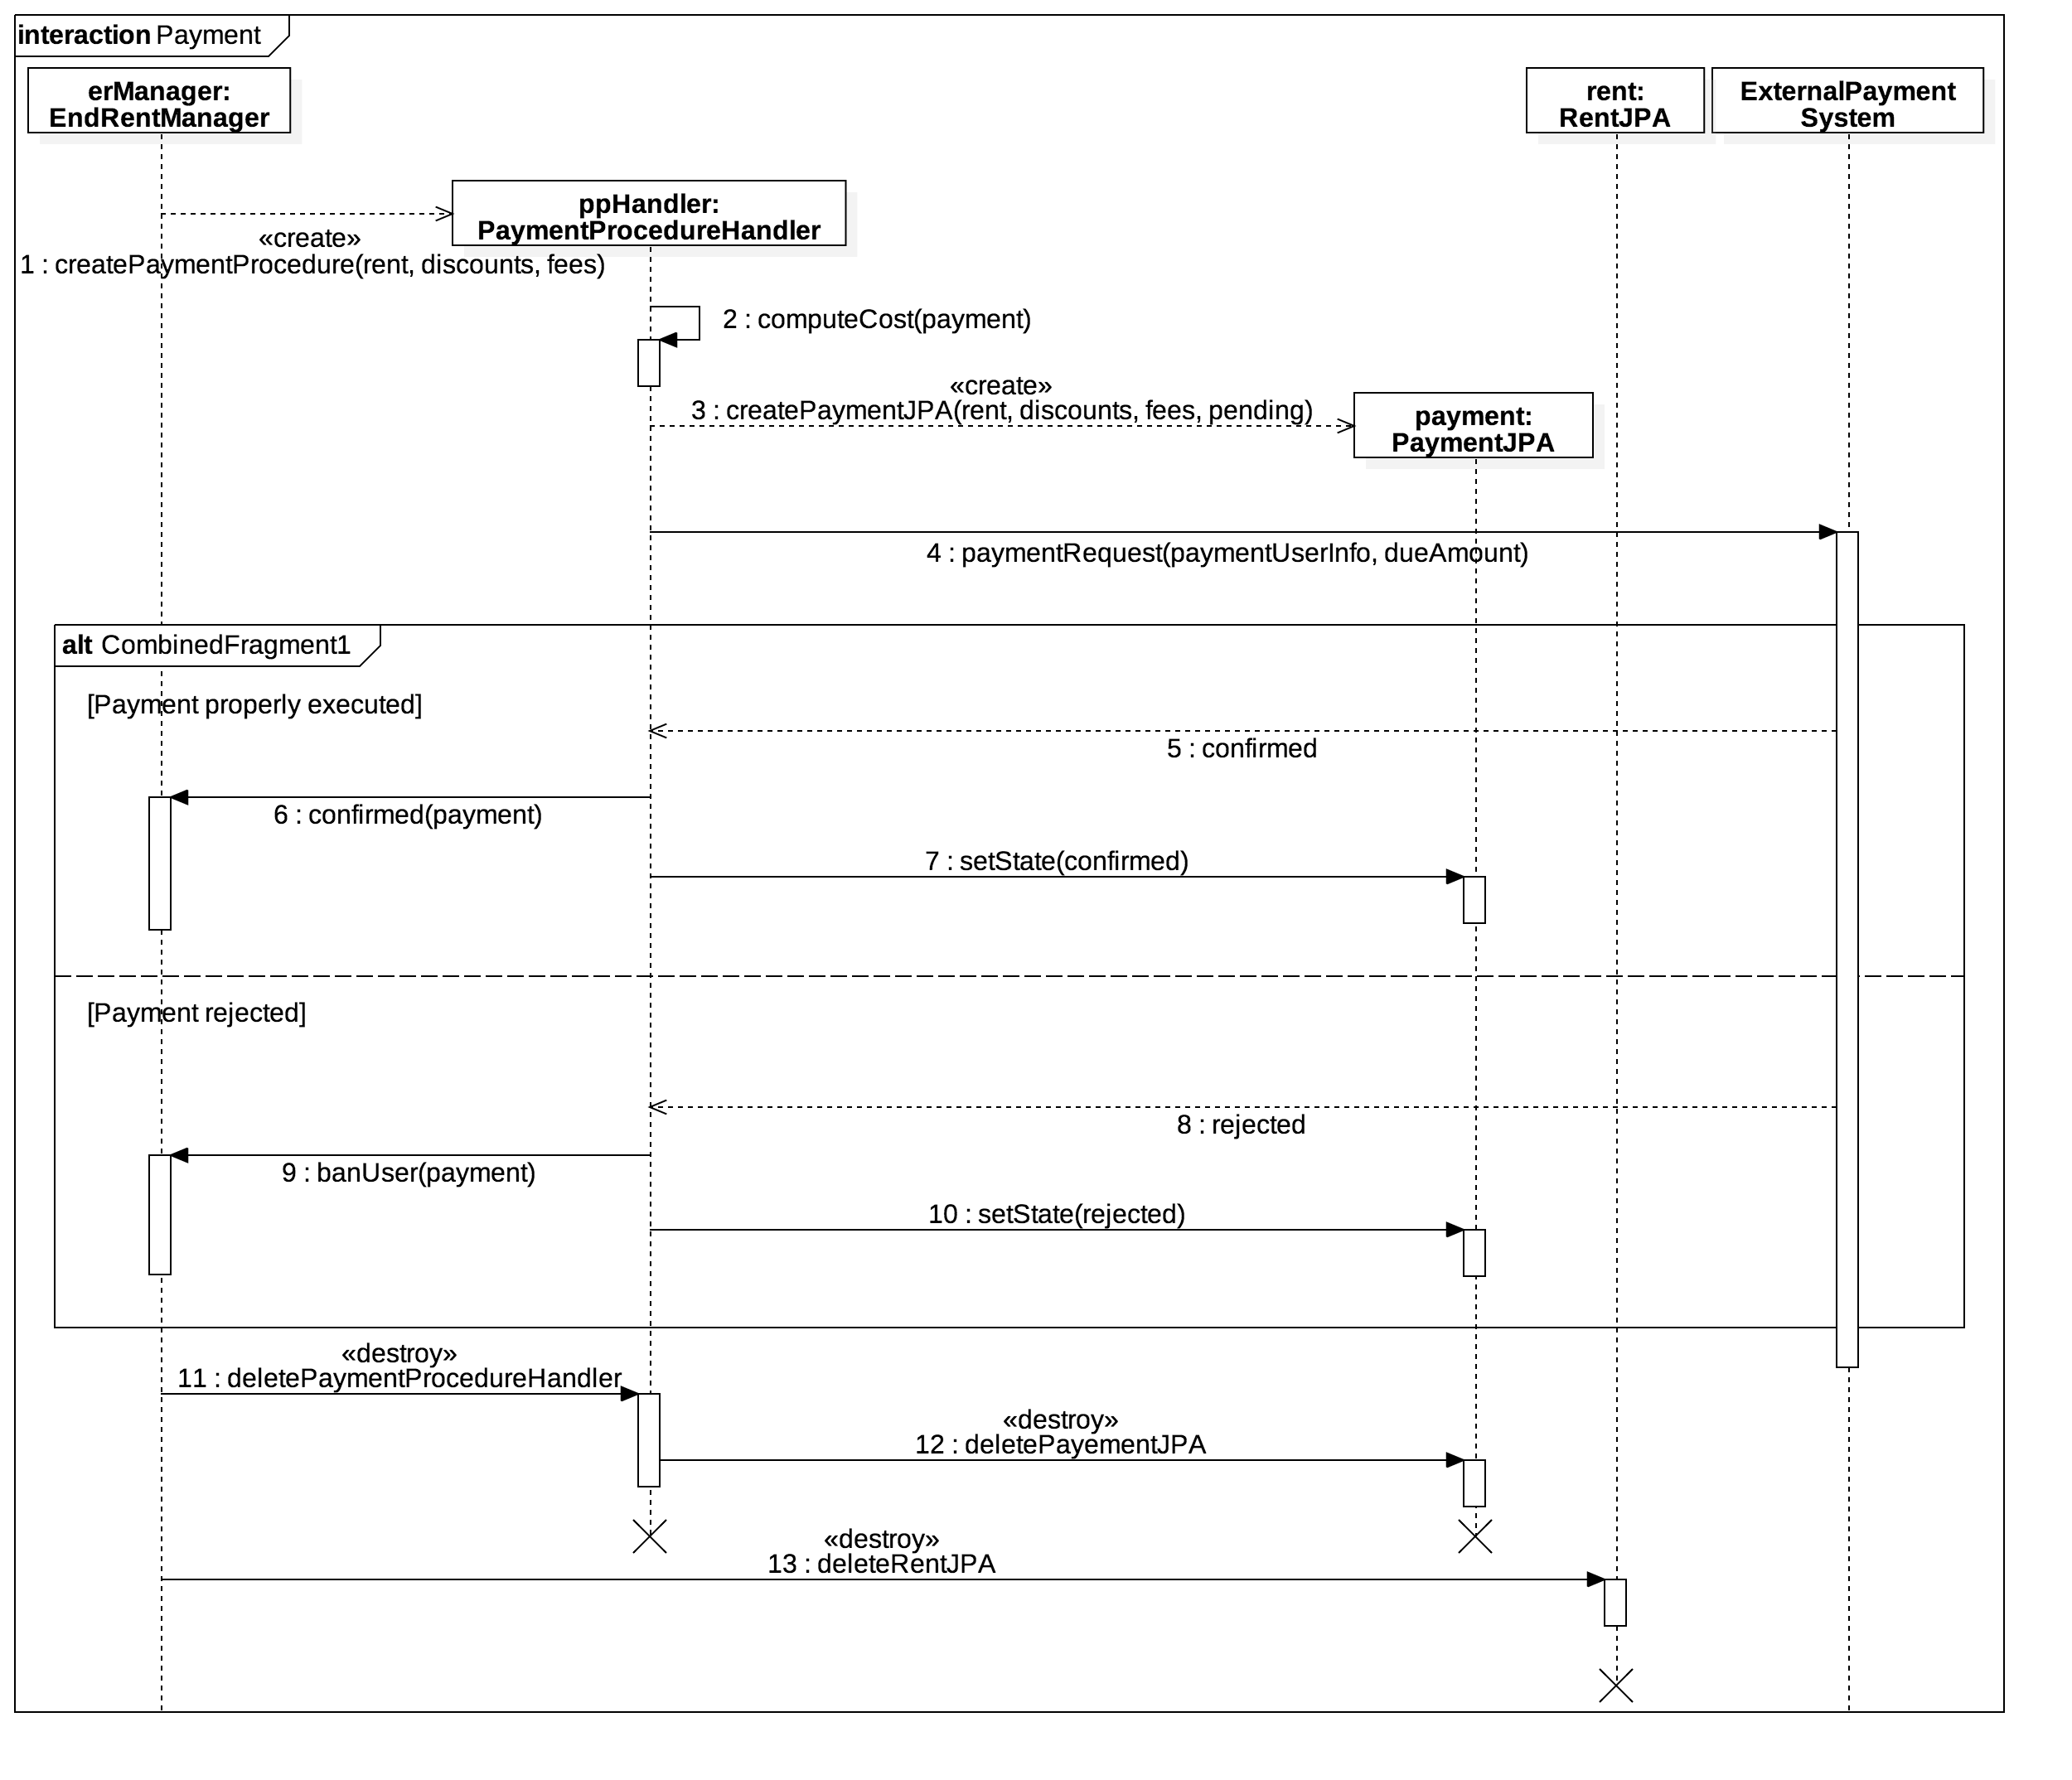 interaction Payment
erManager:
EndRentManager
rent:
RentJPA
ExternalPayment
System
ppHandler:
PaymentProcedureHandler
«create»
1 : createPaymentProcedure(rent, discounts, fees)
2 : computeCost(payment)
«create»
3 : createPaymentJPA(rent, discounts, fees, pending)
payment:
PaymentJPA
4 : paymentRequest(paymentUserInfo, dueAmount)
alt CombinedFragment1
[Payment properly executed]
5 : confirmed
6 : confirmed(payment)
7 : setState(confirmed)
[Payment rejected]
8 : rejected
9 : banUser(payment)
10 : setState(rejected)
«destroy»
11 : deletePaymentProcedureHandler
«destroy»
12 : deletePayementJPA
«destroy»
13 : deleteRentJPA